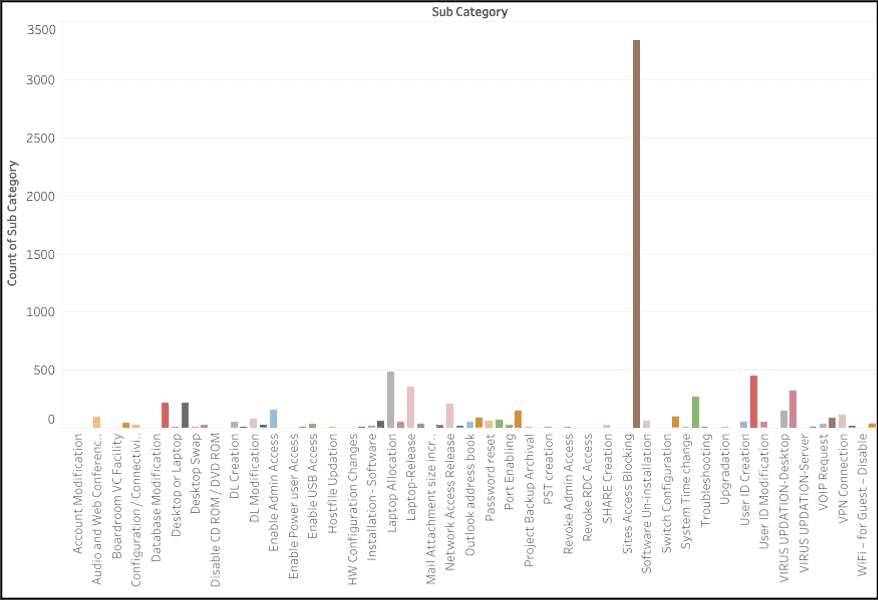 Sub Category
3500
3000
2500
2000
1500
1000
500
0
Count of Sub Category
Account Modification
Audio and Web Conferenc..
Boardroom VC Facility
Configuration / Connectivi..
Database Modification
Desktop or Laptop
Desktop Swap
Disable CD ROM / DVD ROM
DL Creation
DL Modification
Enable Admin Access
Enable Power user Access
Enable USB Access
Hostfile Updation
HW Configuration Changes
Installation - Software
Laptop Allocation
Laptop-Release
Mail Attachment size incr..
Network Access Release
Outlook address book
Password reset
Port Enabling
Project Backup Archival
PST creation
Revoke Admin Access
Revoke RDC Access
SHARE Creation
Sites Access Blocking
Software Un-installation
Switch Configuration
System Time change
Troubleshooting
Upgradation
User ID Creation
User ID Modification
VIRUS UPDATION-Desktop
VIRUS UPDATION-Server
VOIP Request
VPN Connection
WiFi – for Guest – Disable